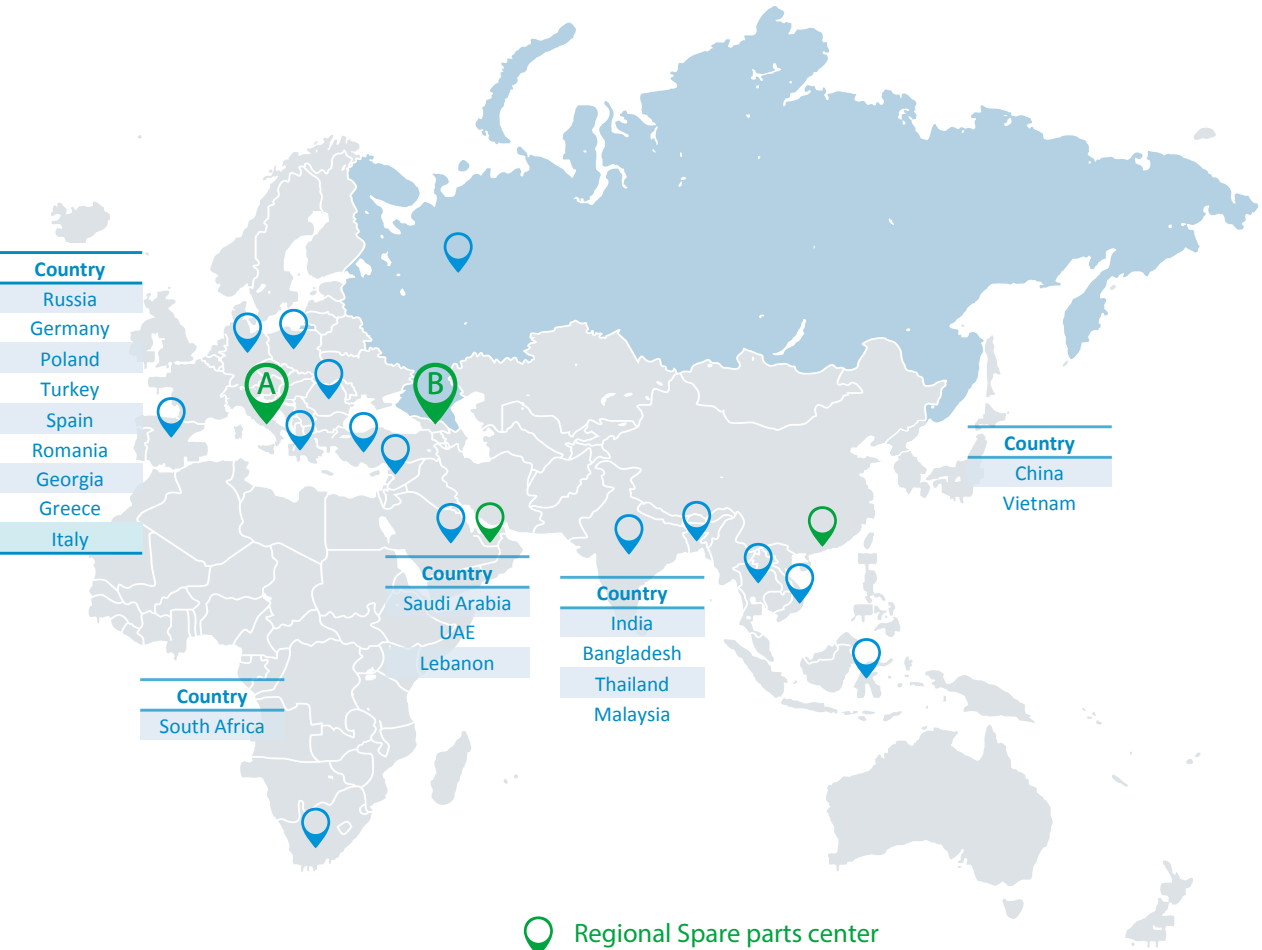 A
B
Country
Russia
Germany
Poland
Turkey
Spain
Romania
Georgia
Greece
Italy
Country
China
Vietnam
Country
Saudi Arabia
UAE
Lebanon
Country
India
Bangladesh
Thailand
Malaysia
Country
South Africa
Regional Spare parts center